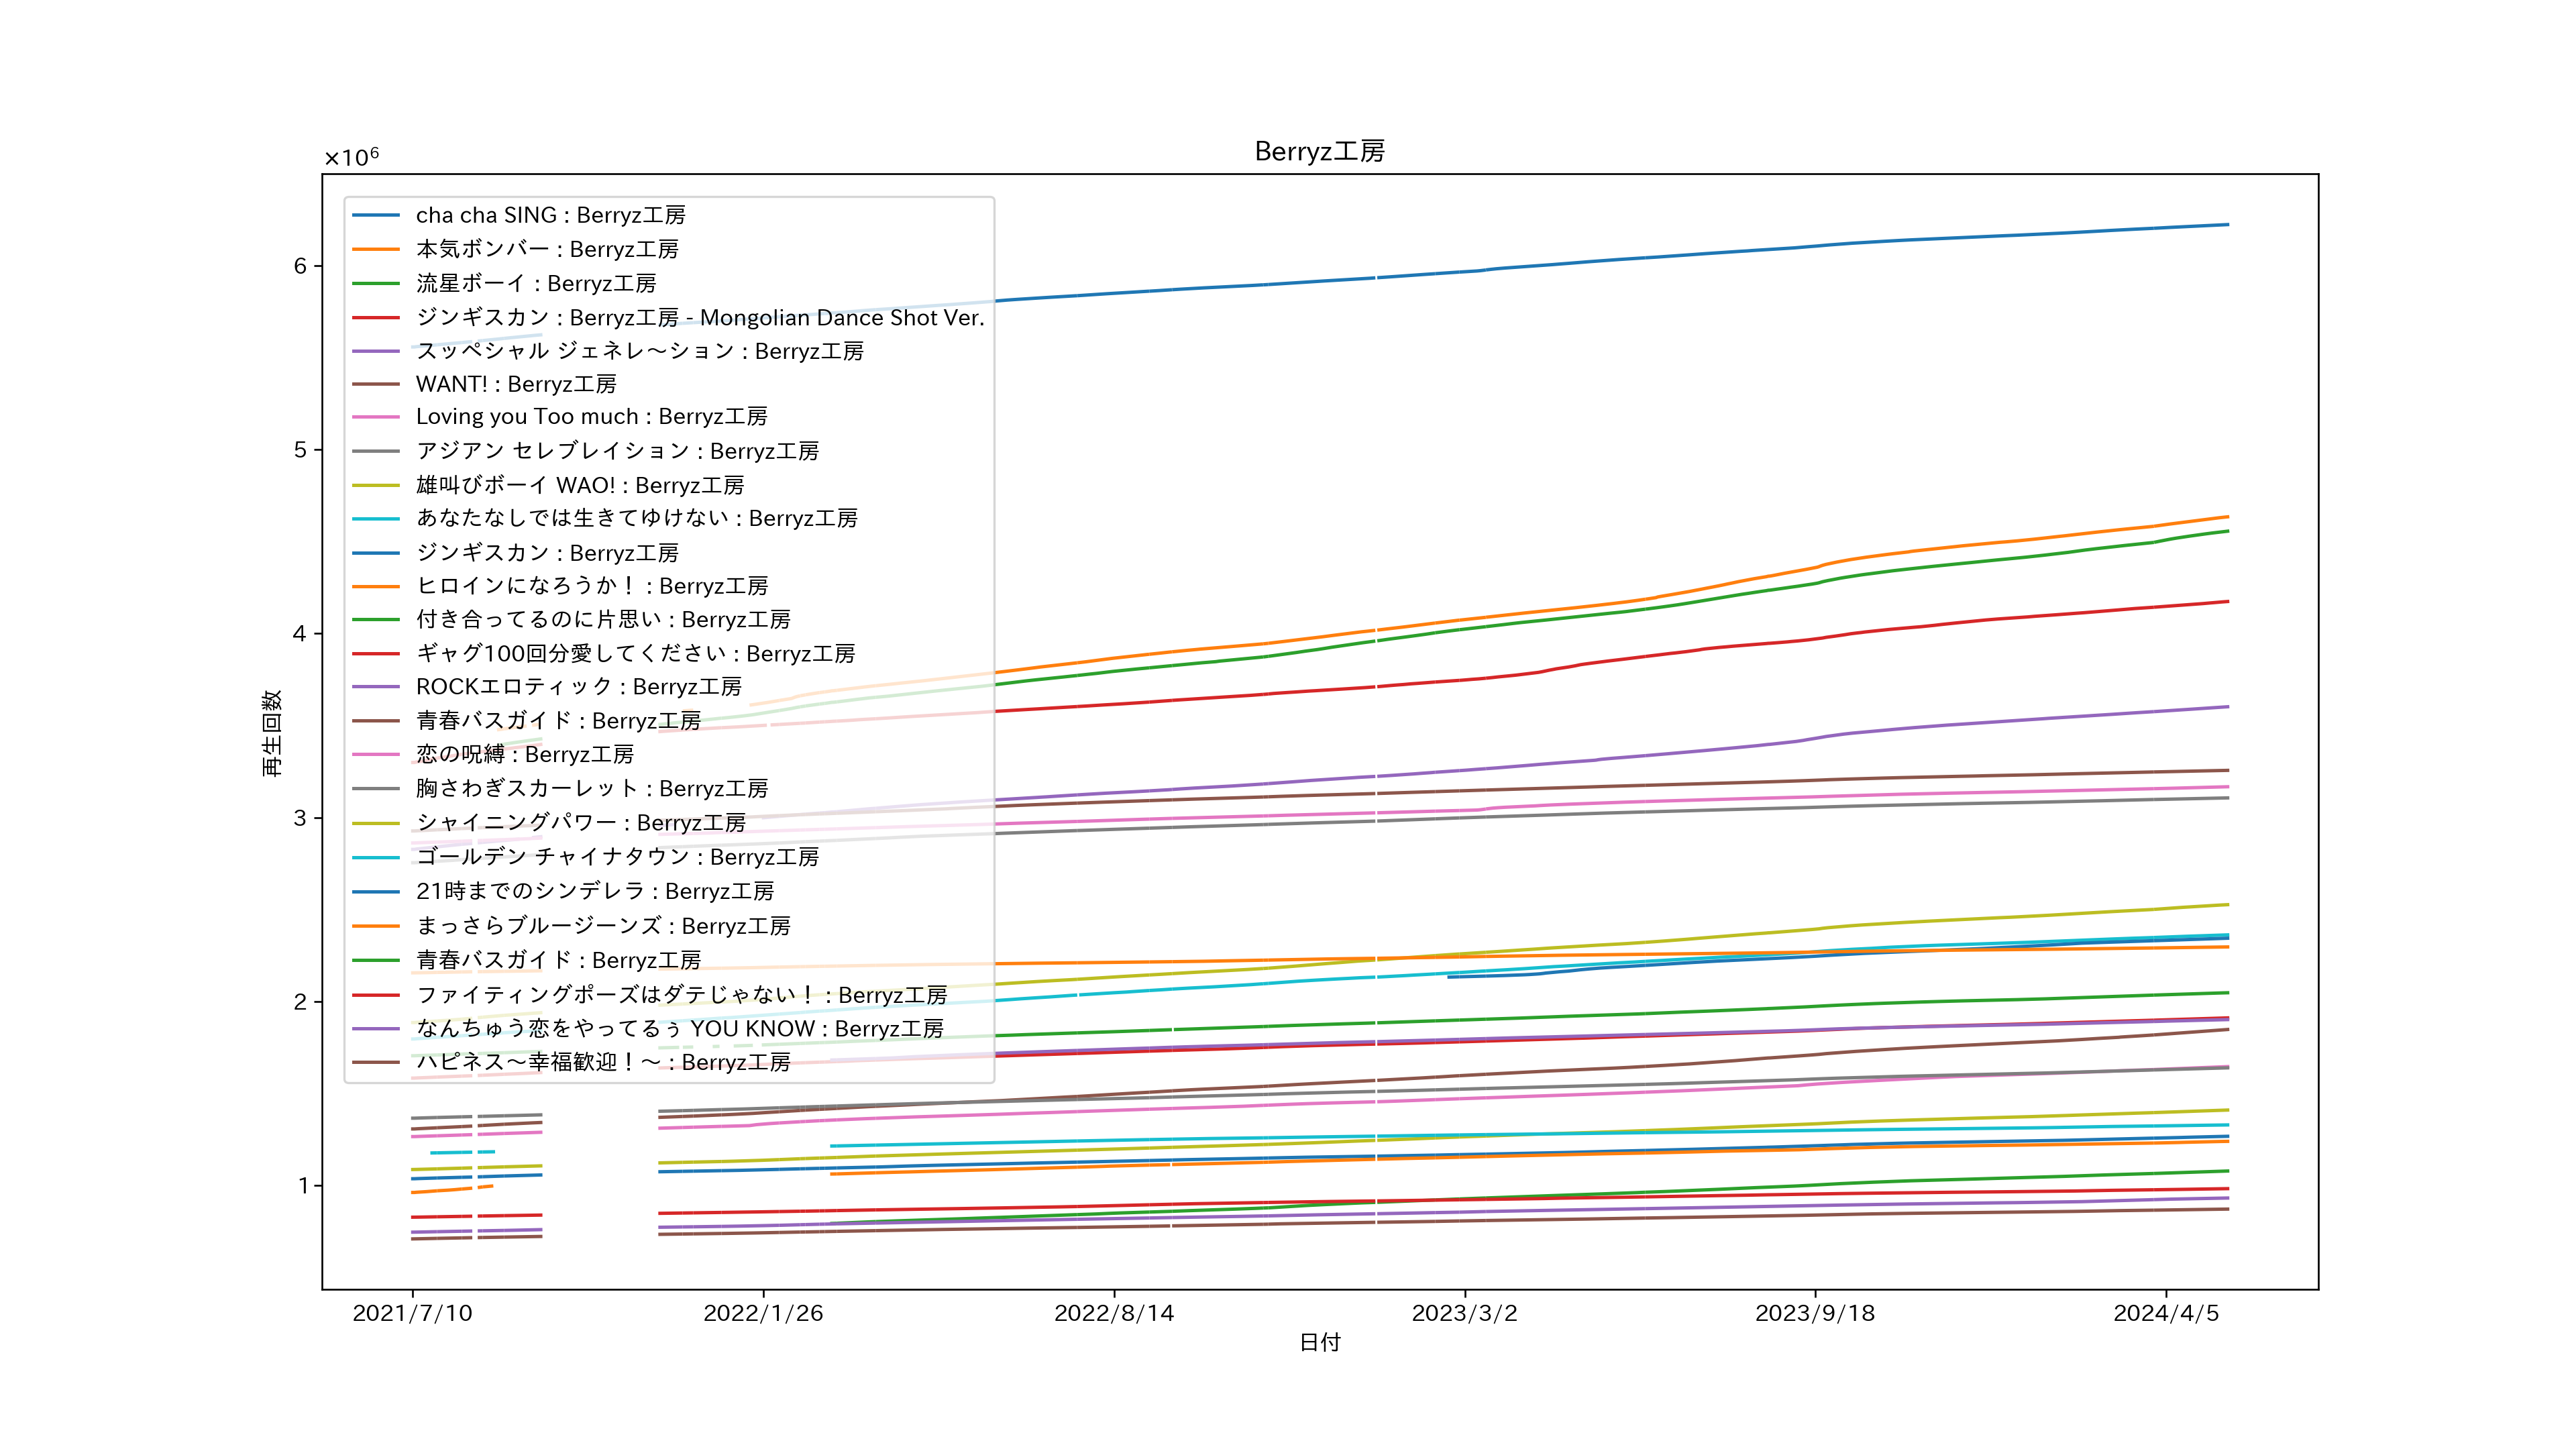 Berryz工房
×10⁶
cha cha SING : Berryz工房
本気ボンバー : Berryz工房
流星ボーイ : Berryz工房
ジンギスカン : Berryz工房 - Mongolian Dance Shot Ver.
スッペシャル ジェネレ～ション : Berryz工房
WANT! : Berryz工房
Loving you Too much : Berryz工房
アジアン セレブレイション : Berryz工房
雄叫びボーイ WAO! : Berryz工房
あなたなしでは生きてゆけない : Berryz工房
ジンギスカン : Berryz工房
ヒロインになろうか！ : Berryz工房
付き合ってるのに片思い : Berryz工房
ギャグ100回分愛してください : Berryz工房
ROCKエロティック : Berryz工房
青春バスガイド : Berryz工房
恋の呪縛 : Berryz工房
胸さわぎスカーレット : Berryz工房
シャイニングパワー : Berryz工房
ゴールデン チャイナタウン : Berryz工房
21時までのシンデレラ : Berryz工房
まっさらブルージーンズ : Berryz工房
青春バスガイド : Berryz工房
ファイティングポーズはダテじゃない！ : Berryz工房
なんちゅう恋をやってるぅ YOU KNOW : Berryz工房
ハピネス～幸福歓迎！～ : Berryz工房
6
5
4
3
2
1
再生回数
2021/7/10
2022/1/26
2022/8/14
2023/3/2
2023/9/18
2024/4/5
日付